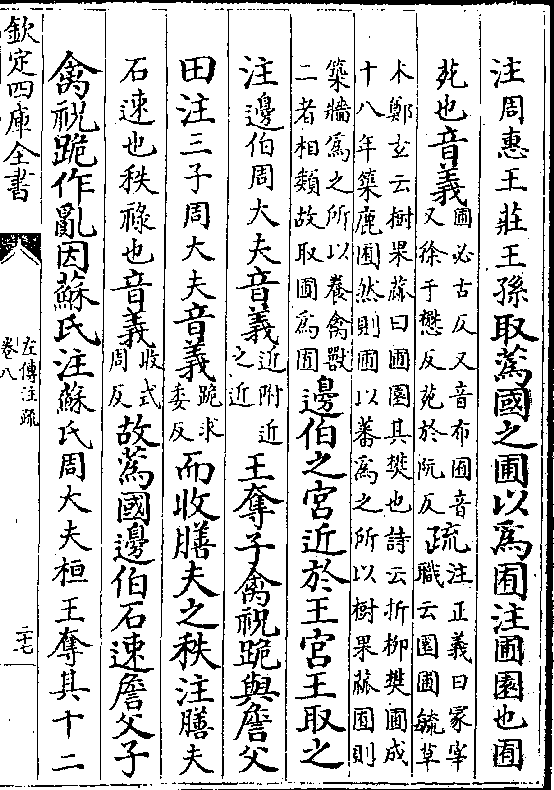 注周惠王莊王孫取蔿國之圃以爲囿注圃園也囿
苑也音義圃必古反又音布囿音又徐于懋反苑於阮反疏注正義曰冡宰職云園圃毓草
木鄭玄云樹果蓏曰圃園其樊也詩云折柳樊圃成
十八年築鹿囿然則圃以蕃爲之所以樹果蓏囿則
築牆爲之所以養禽獸二者相類故取圃爲囿邊伯之宮近於王宮王取之
注邊伯周大夫音義近附近之近王奪子禽祝跪與詹父
田注三子周大夫音義跪求委反而收膳夫之秩注膳夫
石速也秩祿也音義收式周反故蔿國邊伯石速詹父子
禽祝跪作亂因蘇氏注蘇氏周大夫桓王奪其十二
欽定四庫全書
左傳注疏
卷八
二十七